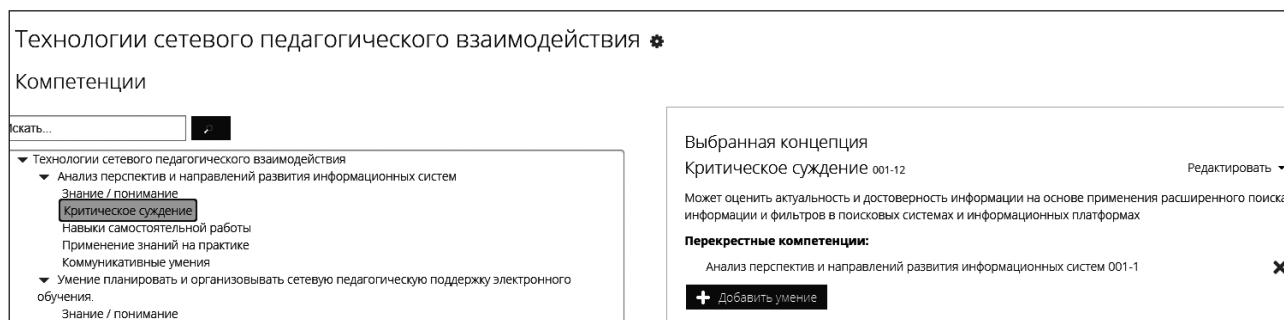 Технологии сетевого педагогического взаимодействия
Компетенции
Искать...
Технологии сетевого педагогического взаимодействия
Анализ перспектив и направлений развития информационных систем
Знание / понимание
Критическое суждение
Навыки самостоятельной работы
Применение знаний на практике
Коммуникативные умения
Умение планировать и организовывать сетевую педагогическую поддержку электронного
обучения.
Знание / понимание
Выбранная концепция
Критическое суждение 001-12
Редактировать
Может оценить актуальность и достоверность информации на основе применения расширенного поиска
информации и фильтров в поисковых системах и информационных платформах
Перекрестные компетенции:
Анализ перспектив и направлений развития информационных систем 001-1
Добавить умение